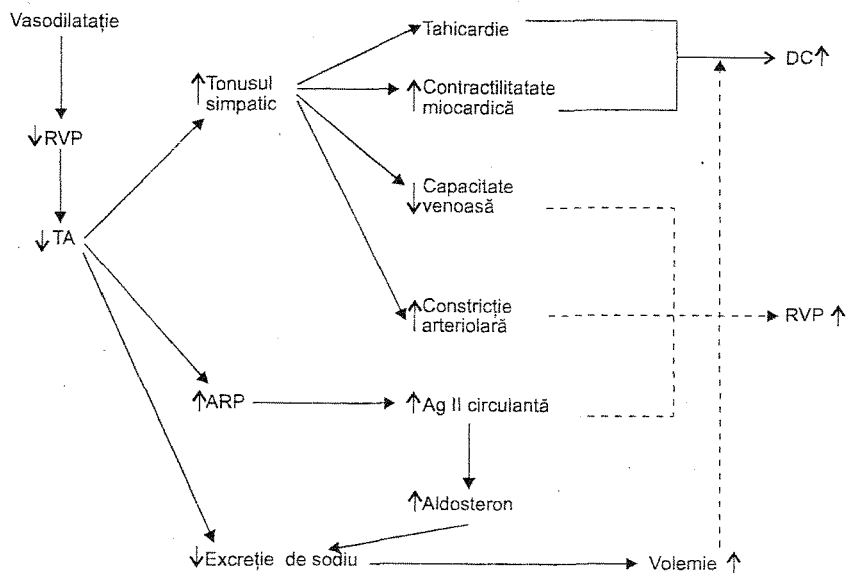 Vasodilatație
↓RVP
↓TA
↑Tonusul
simpatic
Tahicardie
↑Contractilitatate
miocardică
↓Capacitate
venoasă
↑Constricție
arteriolară
DC↑
RVP ↑
↑ARP
↑Ag II circulantă
↑Aldosteron
↓Excreție de sodiu
Volemie ↑